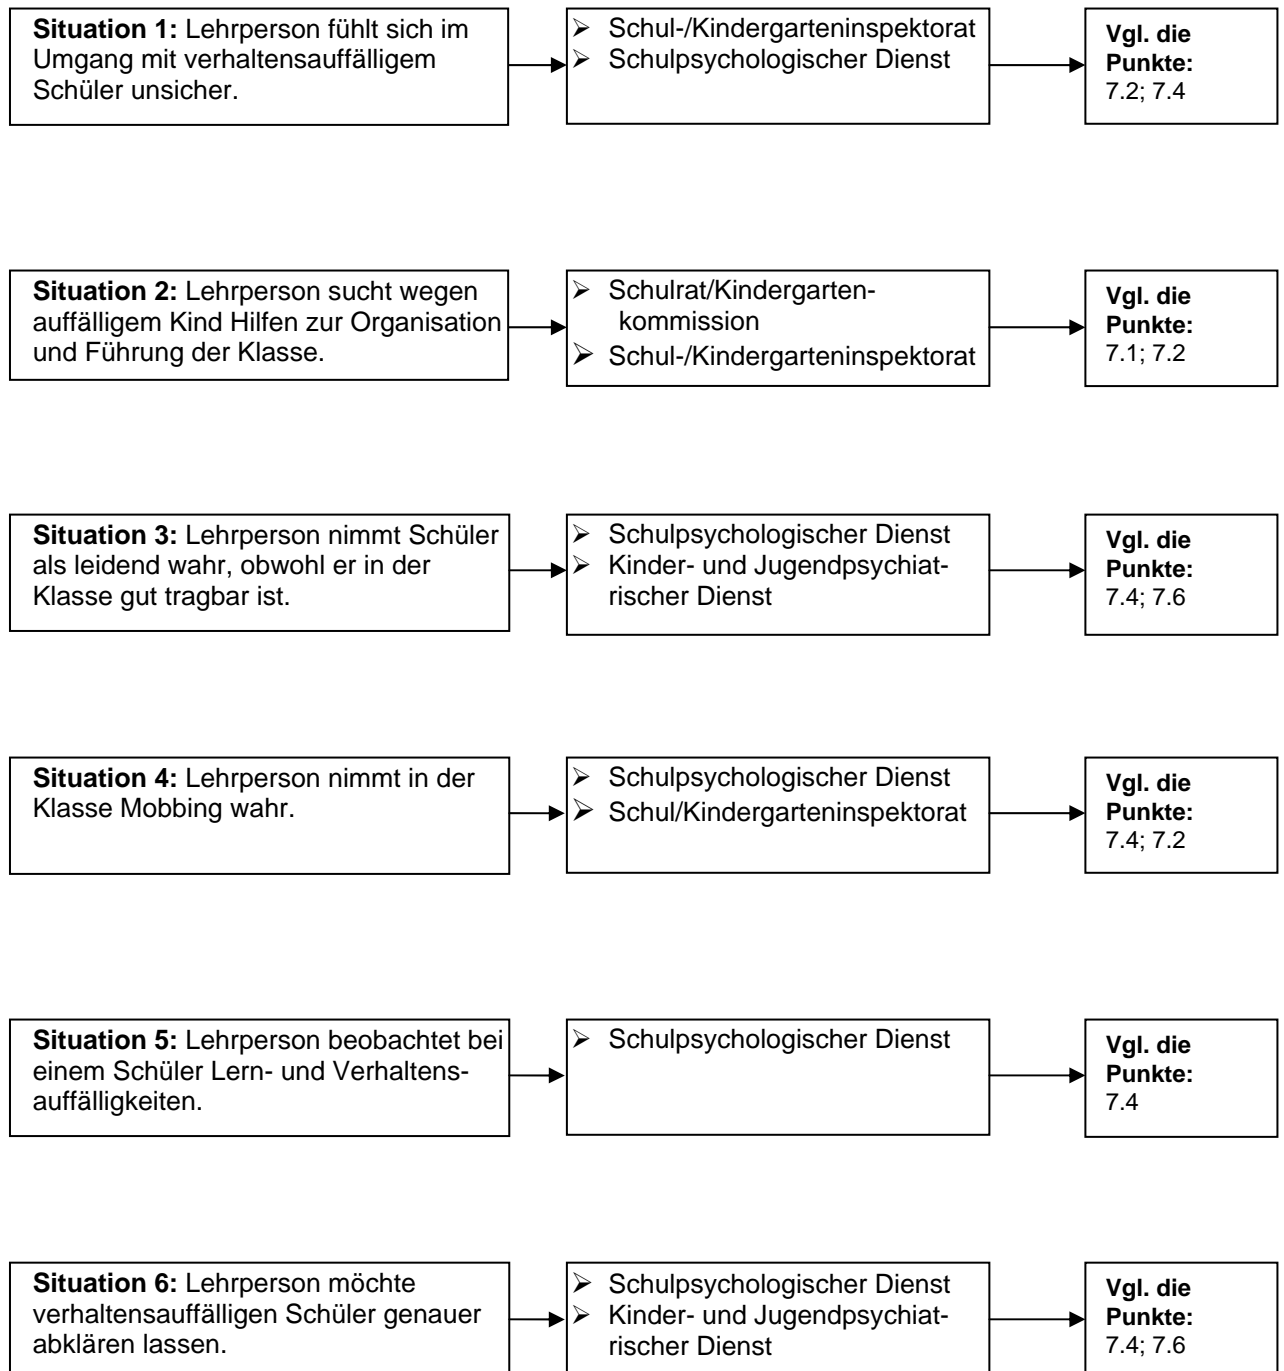 Situation 1: Lehrperson fühlt sich im
Umgang mit verhaltensauffälligem
Schüler unsicher.
➢ Schul-/Kindergarteninspektorat
➢ Schulpsychologischer Dienst
Vgl. die
Punkte:
7.2; 7.4
Situation 2: Lehrperson sucht wegen
auffälligem Kind Hilfen zur Organisation
und Führung der Klasse.
➢ Schulrat/Kindergarten-
kommission
➢ Schul-/Kindergarteninspektorat
Vgl. die
Punkte:
7.1; 7.2
Situation 3: Lehrperson nimmt Schüler
als leidend wahr, obwohl er in der
Klasse gut tragbar ist.
➢ Schulpsychologischer Dienst
➢ Kinder- und Jugendpsychiat-
rischer Dienst
Vgl. die
Punkte:
7.4; 7.6
Situation 4: Lehrperson nimmt in der
Klasse Mobbing wahr.
➢ Schulpsychologischer Dienst
➢ Schul/Kindergarteninspektorat
Vgl. die
Punkte:
7.4; 7.2
Situation 5: Lehrperson beobachtet bei
einem Schüler Lern- und Verhaltens-
auffälligkeiten.
➢ Schulpsychologischer Dienst
Vgl. die
Punkte:
7.4
Situation 6: Lehrperson möchte
verhaltensauffälligen Schüler genauer
abklären lassen.
➢ Schulpsychologischer Dienst
➢ Kinder- und Jugendpsychiat-
rischer Dienst
Vgl. die
Punkte:
7.4; 7.6